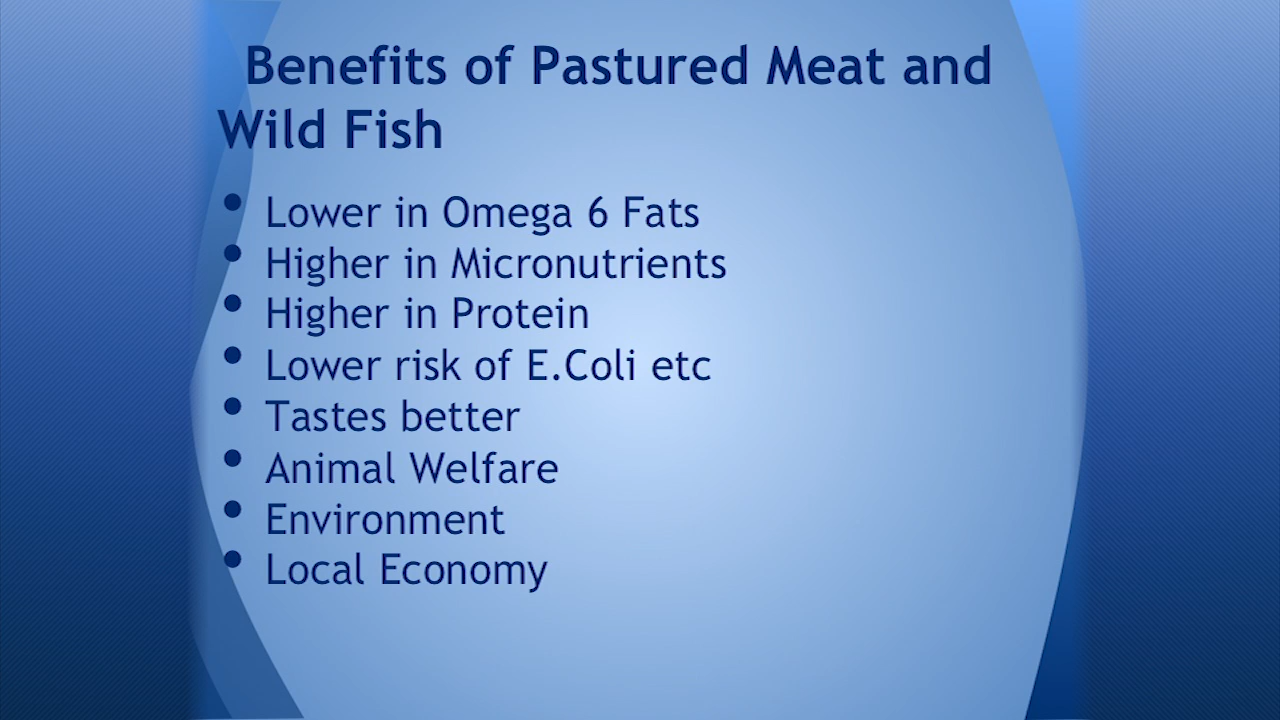 Benefits of Pastured Meat and
Wild Fish
• Lower in Omega 6 Fats
• Higher in Micronutrients
• Higher in Protein
• Lower risk of E.Coli etc
• Tastes better
• Animal Welfare
• Environment
• Local Economy